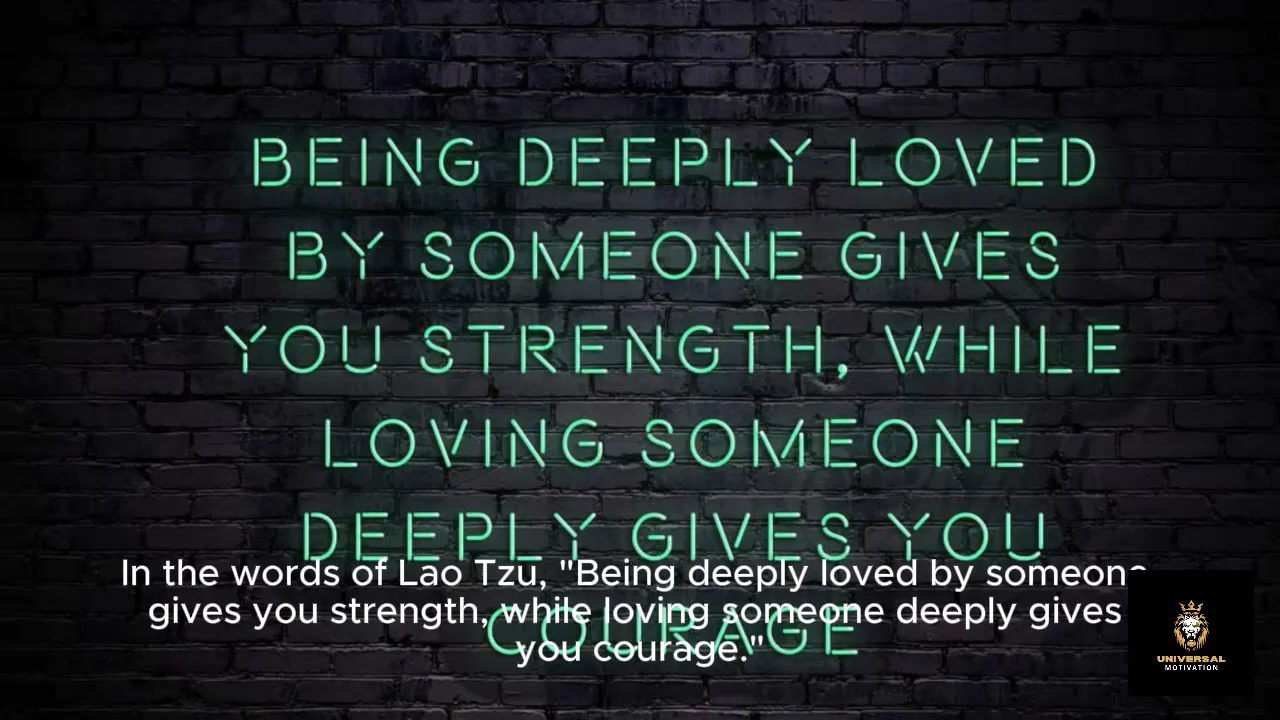 BEING DEEPLY LOVED
BY SOMEONE GIVES
YOU STRENGTH, WHILE
LOVING SOMEONE
DEEPLY GIVES YOU
COURAGE
In the words of Lao Tzu, "Being deeply loved by someone
gives you strength, while loving someone deeply gives
you courage."
UNIVERSAL
MOTIVATION